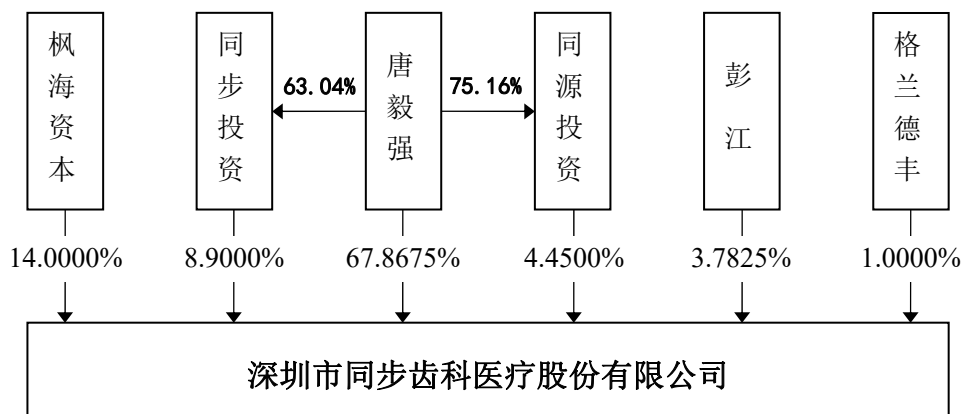 枫海资本
同步投资
63.04%
唐毅强
75.16%
同源投资
彭江
格兰德丰
14.0000%
8.9000%
67.8675%
4.4500%
3.7825%
1.0000%
深圳市同步齿科医疗股份有限公司